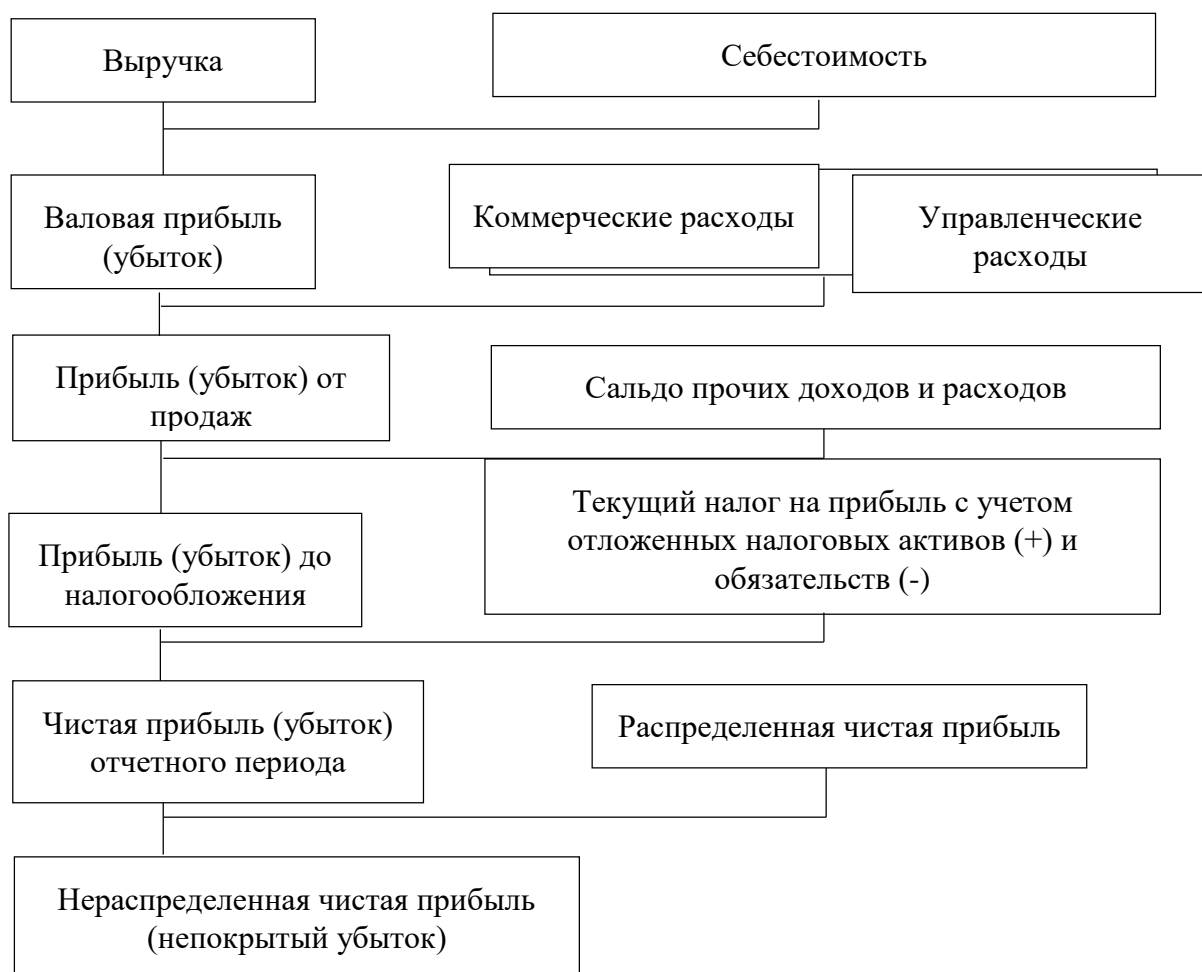 Выручка
Себестоимость
Валовая прибыль
(убыток)
Коммерческие расходы
Управленческие
расходы
Прибыль (убыток) от
продаж
Сальдо прочих доходов и расходов
Текущий налог на прибыль с учетом
отложенных налоговых активов (+) и
обязательств (-)
Прибыль (убыток) до
налогообложения
Чистая прибыль (убыток)
отчетного периода
Распределенная чистая прибыль
Нераспределенная чистая прибыль
(непокрытый убыток)